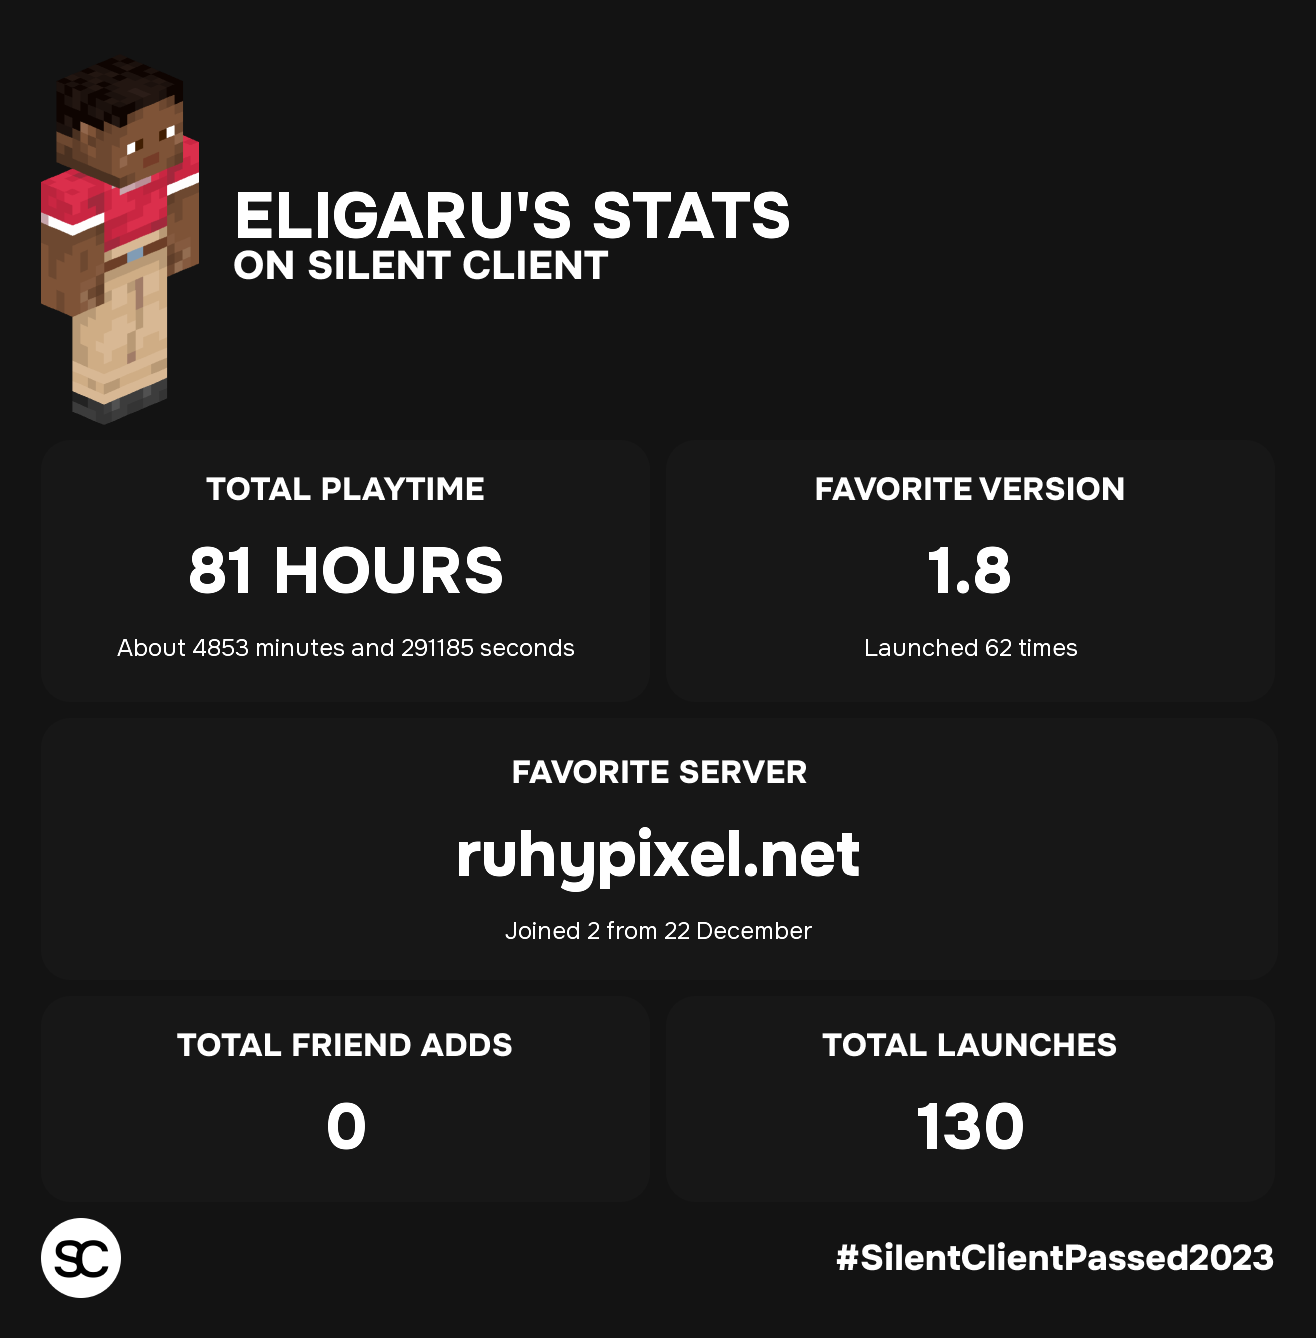 ELIGARU'S STATS
ON SILENT CLIENT
TOTAL PLAYTIME
81 HOURS
About 4853 minutes and 291185 seconds
FAVORITE VERSION
1.8
Launched 62 times
FAVORITE SERVER
ruhypixel.net
Joined 2 from 22 December
TOTAL FRIEND ADDS
0
TOTAL LAUNCHES
130
SC
#SilentClientPassed2023